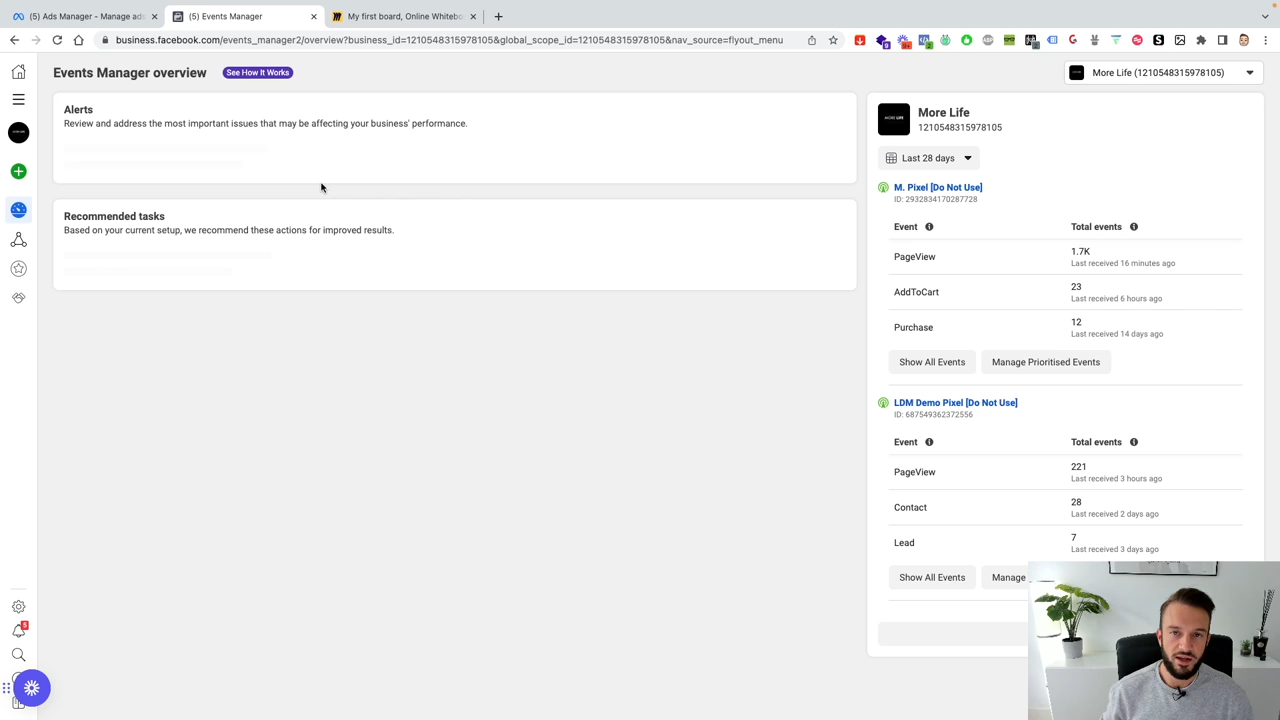 (5) Ads Manager - Manage ads
(5) Events Manager
My first board, Online Whitebo
business.facebook.com/events_manager2/overview?business_id=1210548315978105&global_scope_id=1210548315978105&nav_source=flyout_menu
Events Manager overview
See How It Works
More Life (1210548315978105)
Alerts
Review and address the most important issues that may be affecting your business' performance.
Recommended tasks
Based on your current setup, we recommend these actions for improved results.
MORE LIFE
More Life
1210548315978105
Last 28 days
M. Pixel [Do Not Use]
ID: 2932834170287728
Event Total events
PageView 1.7K
Last received 16 minutes ago
AddToCart 23
Last received 6 hours ago
Purchase 12
Last received 14 days ago
Show All Events Manage Prioritised Events
LDM Demo Pixel [Do Not Use]
ID: 687549362372556
Event Total events
PageView 221
Last received 3 hours ago
Contact 28
Last received 2 days ago
Lead 7
Last received 3 days ago
Show All Events Manage
5